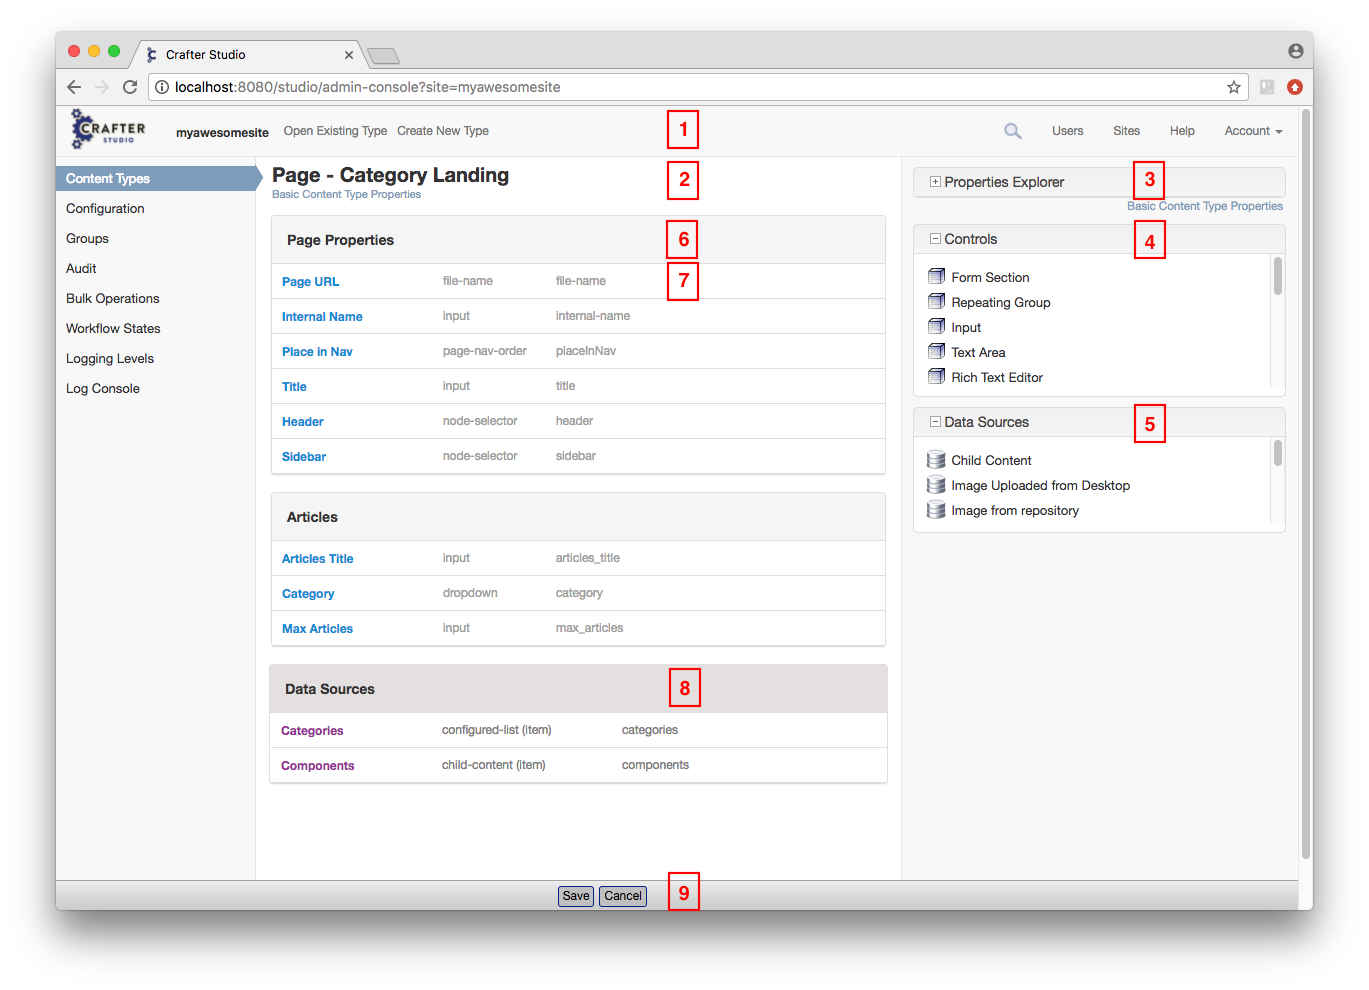 Crafter Studio
localhost:8080/studio/admin-console?site=myawesomesite
CRAFTER STUDIO
myawesomesite Open Existing Type Create New Type 1 Users Sites Help Account
Content Types
Configuration
Groups
Audit
Bulk Operations
Workflow States
Logging Levels
Log Console
Page - Category Landing 2
Basic Content Type Properties
Page Properties 6
Page URL file-name file-name 7
Internal Name input internal-name
Place in Nav page-nav-order placeInNav
Title input title
Header node-selector header
Sidebar node-selector sidebar
Articles
Articles Title input articles_title
Category dropdown category
Max Articles input max_articles
Data Sources 8
Categories configured-list (item) categories
Components child-content (item) components
Properties Explorer 3
Basic Content Type Properties
Controls 4
Form Section
Repeating Group
Input
Text Area
Rich Text Editor
Data Sources 5
Child Content
Image Uploaded from Desktop
Image from repository
Save Cancel 9